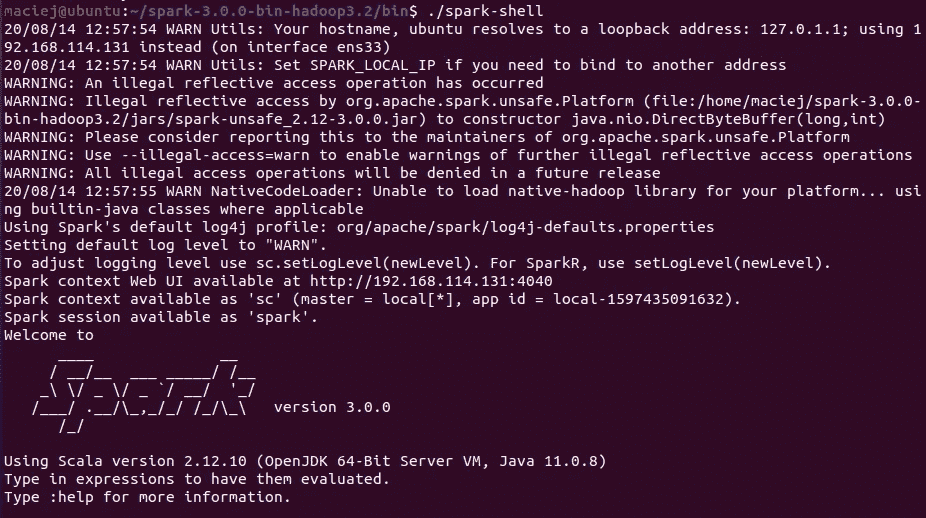 maciej@ubuntu:~/spark-3.0.0-bin-hadoop3.2/bin$ ./spark-shell
20/08/14 12:57:54 WARN Utils: Your hostname, ubuntu resolves to a loopback address: 127.0.1.1; using 1
92.168.114.131 instead (on interface ens33)
20/08/14 12:57:54 WARN Utils: Set SPARK_LOCAL_IP if you need to bind to another address
WARNING: An illegal reflective access operation has occurred
WARNING: Illegal reflective access by org.apache.spark.unsafe.Platform (file:/home/maciej/spark-3.0.0-
bin-hadoop3.2/jars/spark-unsafe_2.12-3.0.0.jar) to constructor java.nio.DirectByteBuffer(long,int)
WARNING: Please consider reporting this to the maintainers of org.apache.spark.unsafe.Platform
WARNING: Use --illegal-access=warn to enable warnings of further illegal reflective access operations
WARNING: All illegal access operations will be denied in a future release
20/08/14 12:57:55 WARN NativeCodeLoader: Unable to load native-hadoop library for your platform... usi
ng builtin-java classes where applicable
Using Spark's default log4j profile: org/apache/spark/log4j-defaults.properties
Setting default log level to "WARN".
To adjust logging level use sc.setLogLevel(newLevel). For SparkR, use setLogLevel(newLevel).
Spark context Web UI available at http://192.168.114.131:4040
Spark context available as 'sc' (master = local[*], app id = local-1597435091632).
Spark session available as 'spark'.
Welcome to
      ____              __
     / __/__  ___ _____/ /__
    _\ \/ _ \/ _ `/ __/  '_/
   /___/ .__/\_,_/_/ /_/\_\   version 3.0.0
      /_/

Using Scala version 2.12.10 (OpenJDK 64-Bit Server VM, Java 11.0.8)
Type in expressions to have them evaluated.
Type :help for more information.